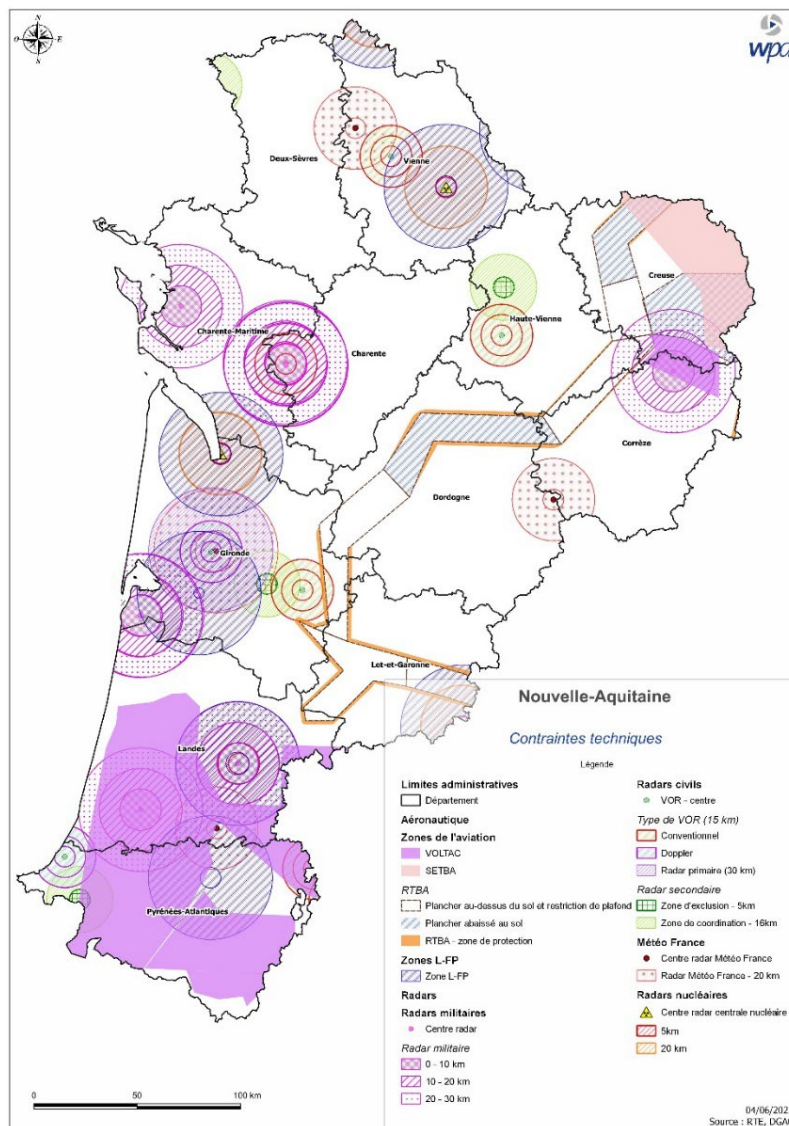 N
O
E
S
wpd
Deux-Sèvres
Vienne
Creuse
Haute-Vienne
Charente-Maritime
Charente
Corrèze
Dordogne
Gironde
Let-et-Garonne
Landes
Pyrénées-Atlantiques
Nouvelle-Aquitaine
Contraintes techniques
Légende
Limites administratives
Département
Aéronautique
Zones de l'aviation
VOLTAC
SETBA
RTBA
Plancher au-dessus du sol et restriction de plafond
Plancher abaissé au sol
RTBA - zone de protection
Zones L-FP
Zone L-FP
Radars
Radars militaires
Centre radar
Radar militaire
0 - 10 km
10 - 20 km
20 - 30 km
Radars civils
VOR - centre
Type de VOR (15 km)
Conventionnel
Doppler
Radar primaire (30 km)
Radar secondaire
Zone d'exclusion - 5km
Zone de coordination - 16km
Météo France
Centre radar Météo France
Radar Météo France - 20 km
Radars nucléaires
Centre radar centrale nucléaire
5km
20 km
0 50 100 km
04/06/202
Source : RTE, DGA